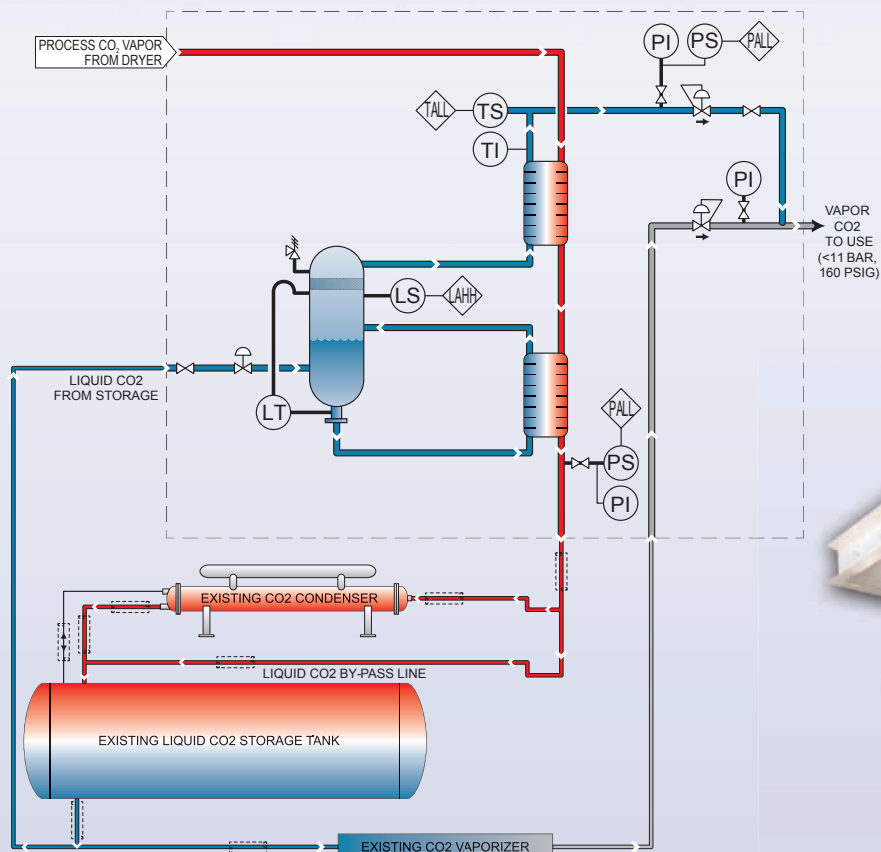 PROCESS CO₂ VAPOR
FROM DRYER
PI
PS
PALL
TALL
TS
TI
PI
VAPOR
CO2
TO USE
(<11 BAR,
160 PSIG)
LS
LAHH
LIQUID CO2
FROM STORAGE
LT
PALL
PS
PI
EXISTING CO2 CONDENSER
LIQUID CO2 BY-PASS LINE
EXISTING LIQUID CO2 STORAGE TANK
EXISTING CO2 VAPORIZER